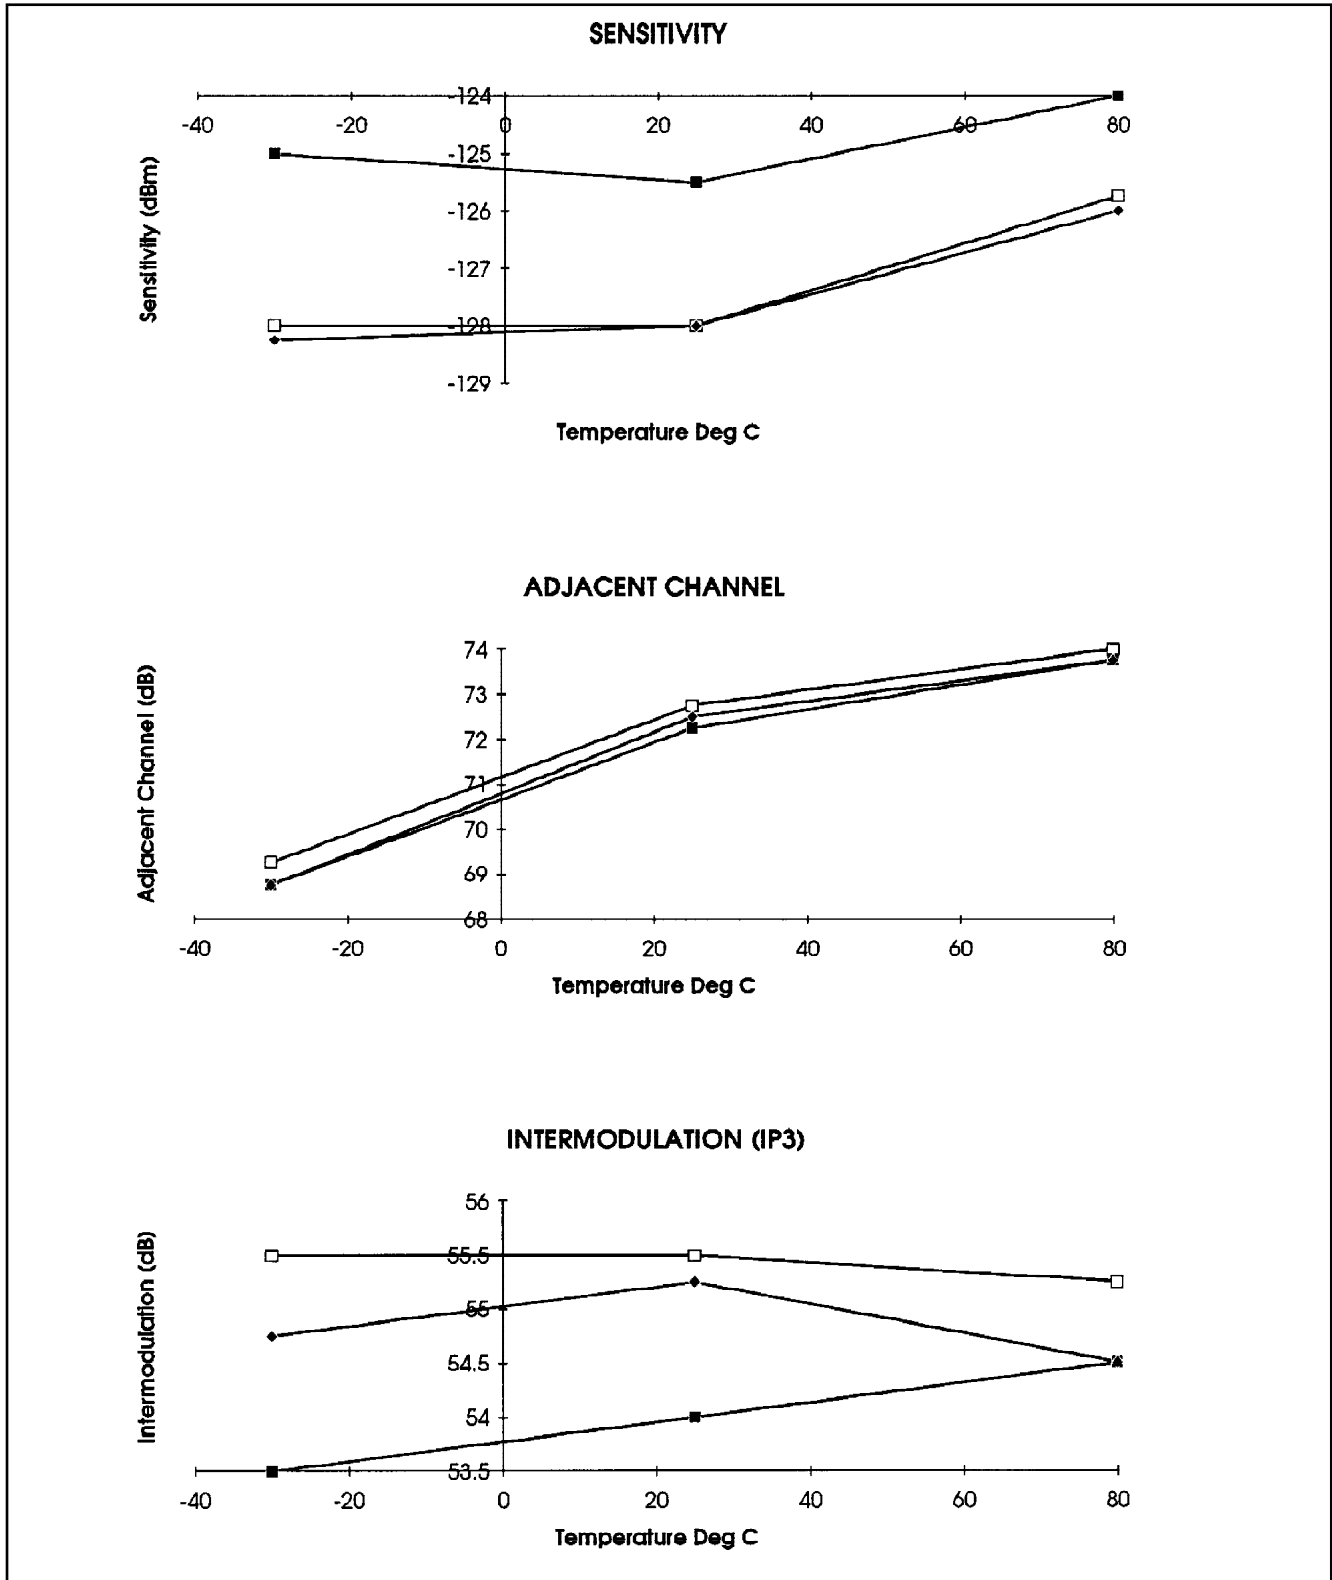 SENSITIVITY
-124
-40 -20 0 20 40 60 80
-125
-126
-127
-128
-129
Sensitivity (dBm)
Temperature Deg C
ADJACENT CHANNEL
74
73
72
71
70
69
68
-40 -20 0 20 40 60 80
Adjacent Channel (dB)
Temperature Deg C
INTERMODULATION (IP3)
56
55.5
55
54.5
54
53.5
-40 -20 0 20 40 60 80
Intermodulation (dB)
Temperature Deg C